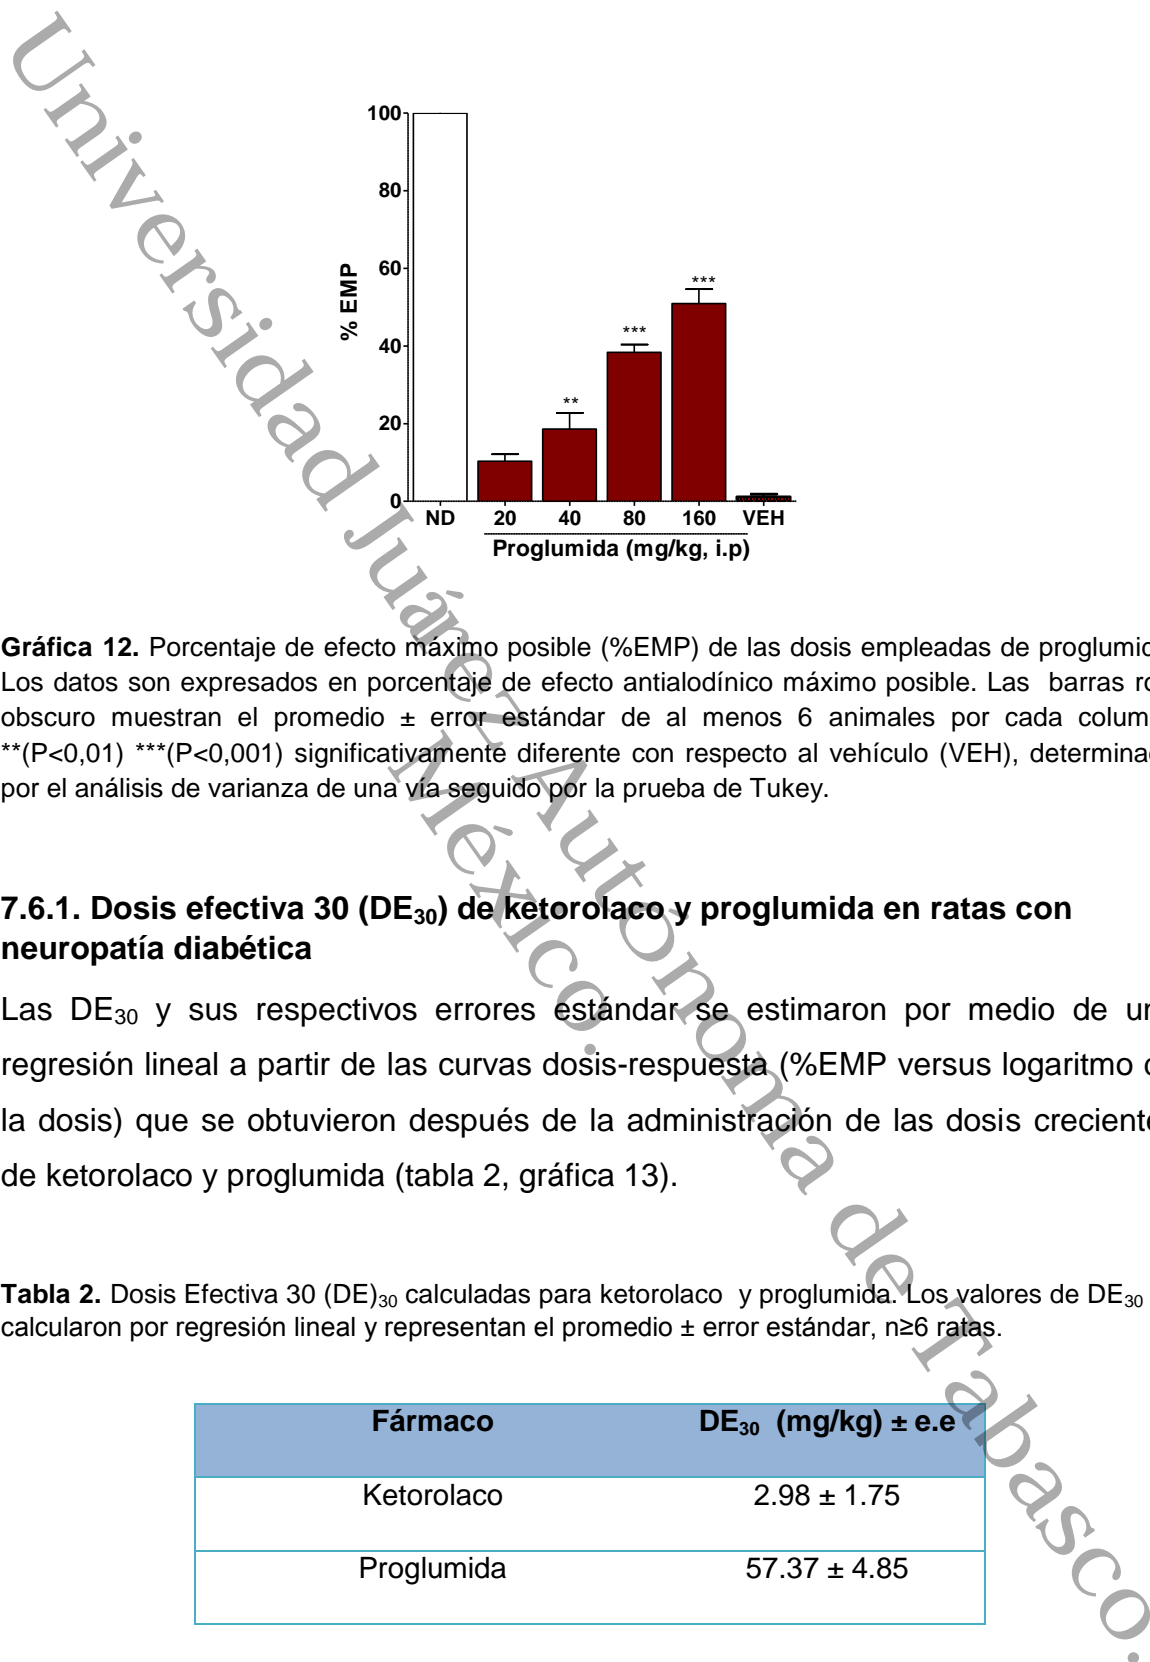 100
80
60
40
20
0
% EMP
**
***
***
ND 20 40 80 160 VEH
Proglumida (mg/kg, i.p)
Gráfica 12. Porcentaje de efecto máximo posible (%EMP) de las dosis empleadas de proglumid
Los datos son expresados en porcentaje de efecto antialodínico máximo posible. Las barras ro
obscuro muestran el promedio ± error estándar de al menos 6 animales por cada colum
**(P<0,01) ***(P<0,001) significativamente diferente con respecto al vehículo (VEH), determinad
por el análisis de varianza de una vía seguido por la prueba de Tukey.
7.6.1. Dosis efectiva 30 (DE30) de ketorolaco y proglumida en ratas con
neuropatía diabética
Las DE30 y sus respectivos errores estándar se estimaron por medio de un
regresión lineal a partir de las curvas dosis-respuesta (%EMP versus logaritmo d
la dosis) que se obtuvieron después de la administración de las dosis creciente
de ketorolaco y proglumida (tabla 2, gráfica 13).
Tabla 2. Dosis Efectiva 30 (DE)30 calculadas para ketorolaco y proglumida. Los valores de DE30
calcularon por regresión lineal y representan el promedio ± error estándar, n≥6 ratas.
Fármaco DE30 (mg/kg) ± e.e
Ketorolaco 2.98 ± 1.75
Proglumida 57.37 ± 4.85
Universidad Juárez Autónoma de Tabasco.
México.